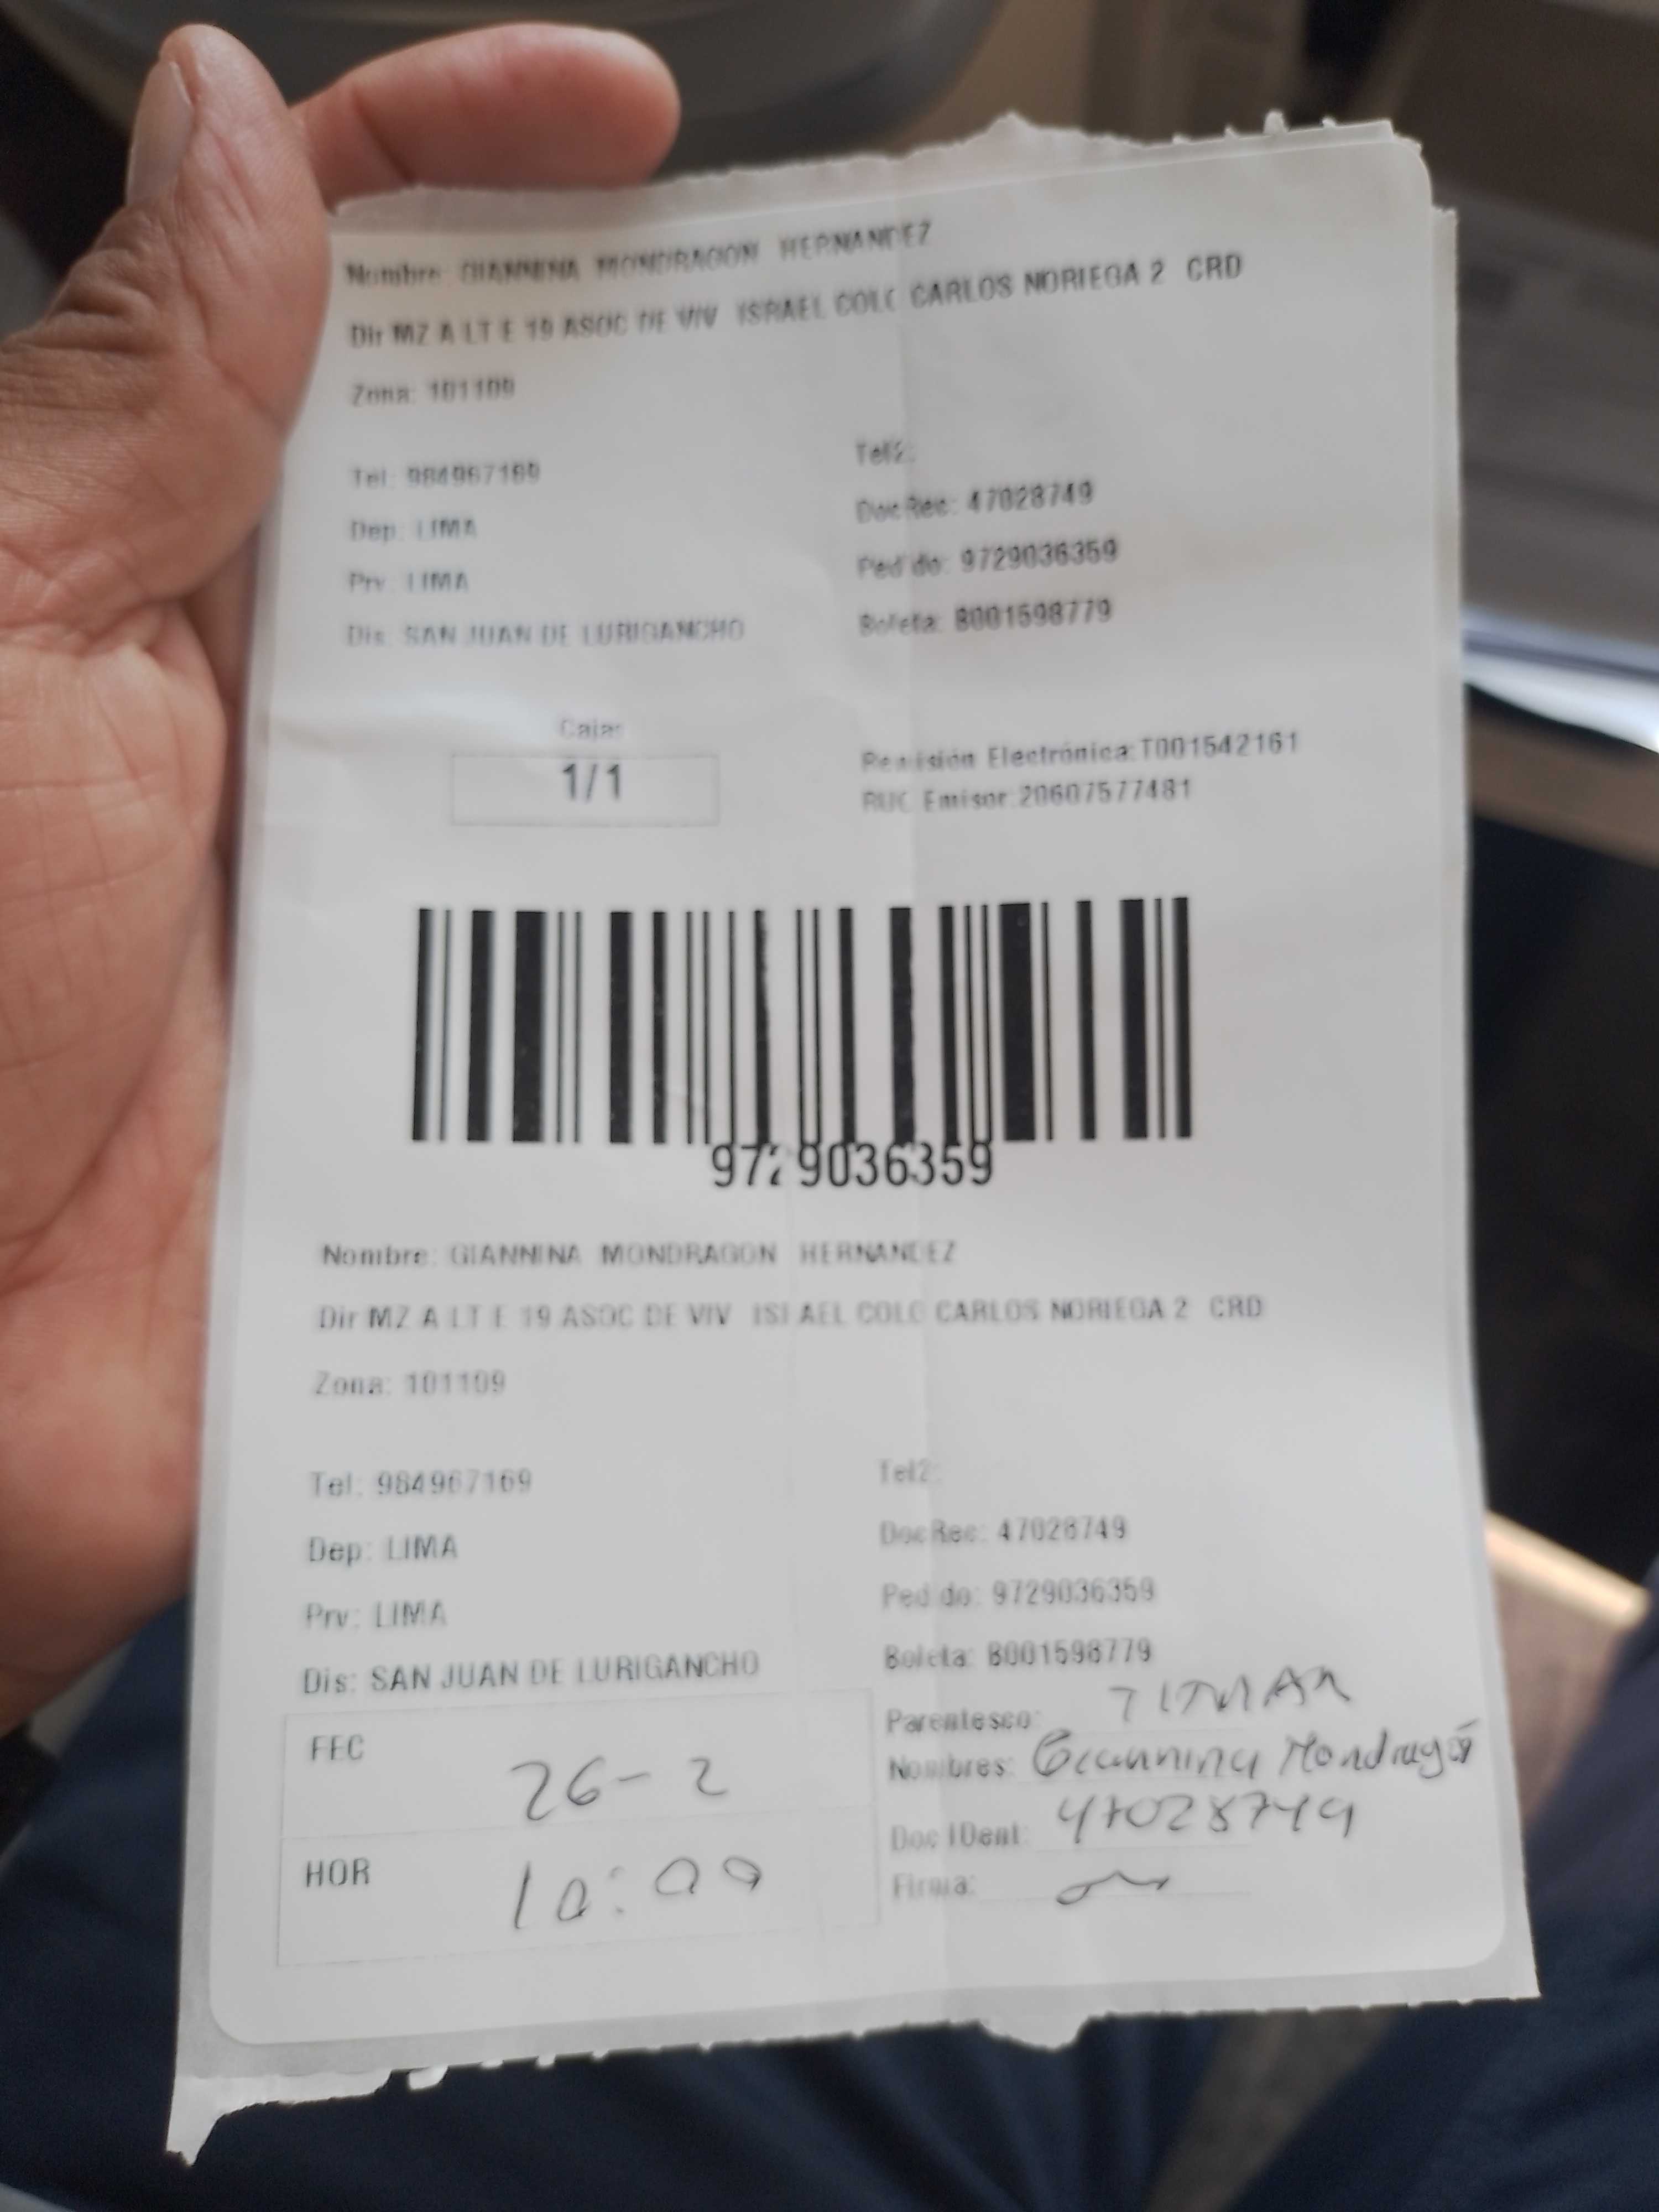 Nombre: GIANNINA MONDRAGON HERNANDEZ
Dir MZ A LT E 19 ASOC DE VIV ISRAEL COLC CARLOS NORIEGA 2 CRD
Zona: 101109
Tel: 984967169
Tel2:
Dep: LIMA
Doc Rec: 47028749
Prv: LIMA
Pedido: 9729036359
Dis: SAN JUAN DE LURIGANCHO
Boleta: B001598779
Caja:
1/1
Remisión Electrónica:T001542161
RUC Emisor:20607577481
9729036359
Nombre: GIANNINA MONDRAGON HERNANDEZ
Dir MZ A LT E 19 ASOC DE VIV ISRAEL COLC CARLOS NORIEGA 2 CRD
Zona: 101109
Tel: 984967169
Tel2:
Dep: LIMA
Doc Rec: 47028749
Prv: LIMA
Pedido: 9729036359
Dis: SAN JUAN DE LURIGANCHO
Boleta: B001598779
FEC 26-2
Parentesco:
Nombres: Giannina Mondragón
HOR 10:09
Doc IDent: 47028749
Firma: